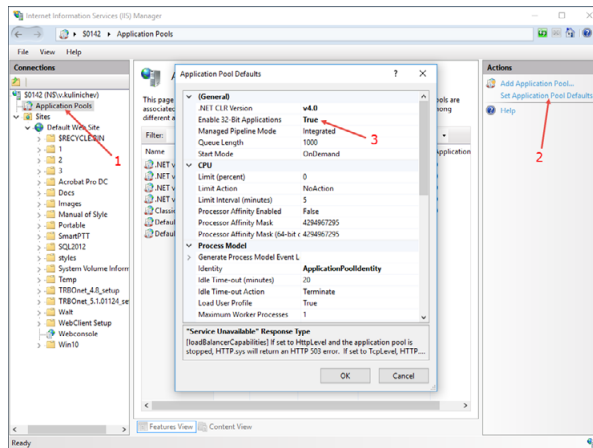 Internet Information Services (IIS) Manager
S0142
Application Pools
File
View
Help
Connections
S0142 (NS\v.kulinichev)
Application Pools
Sites
Default Web Site
$RECYCLE.BIN
1
2
3
Acrobat Pro DC
Docs
Images
Manual of Style
Portable
SmartPTT
SQL2012
styles
System Volume Inform
Temp
TRBOnet_4.8_setup
TRBOnet_5.1.01124_se
Walt
WebClient Setup
Webconsole
Win10
1
A
This page
associated
different a
ools are
ong
Filter:
Name
Application
.NET v
.NET v
.NET v
.NET v
Classic
Defaul
Defaul
Application Pool Defaults
?
(General)
.NET CLR Version v4.0
Enable 32-Bit Applications True
Managed Pipeline Mode Integrated
Queue Length 1000
Start Mode OnDemand
CPU
Limit (percent) 0
Limit Action NoAction
Limit Interval (minutes) 5
Processor Affinity Enabled False
Processor Affinity Mask 4294967295
Processor Affinity Mask (64-bit c 4294967295
Process Model
Generate Process Model Event L
Identity ApplicationPoolIdentity
Idle Time-out (minutes) 20
Idle Time-out Action Terminate
Load User Profile True
Maximum Worker Processes 1
3
"Service Unavailable" Response Type
[loadBalancerCapabilities] If set to HttpLevel and the application pool is
stopped, HTTP.sys will return an HTTP 503 error. If set to TcpLevel, HTTP....
OK
Cancel
Actions
Add Application Pool...
Set Application Pool Defaults
Help
2
Features View
Content View
Ready